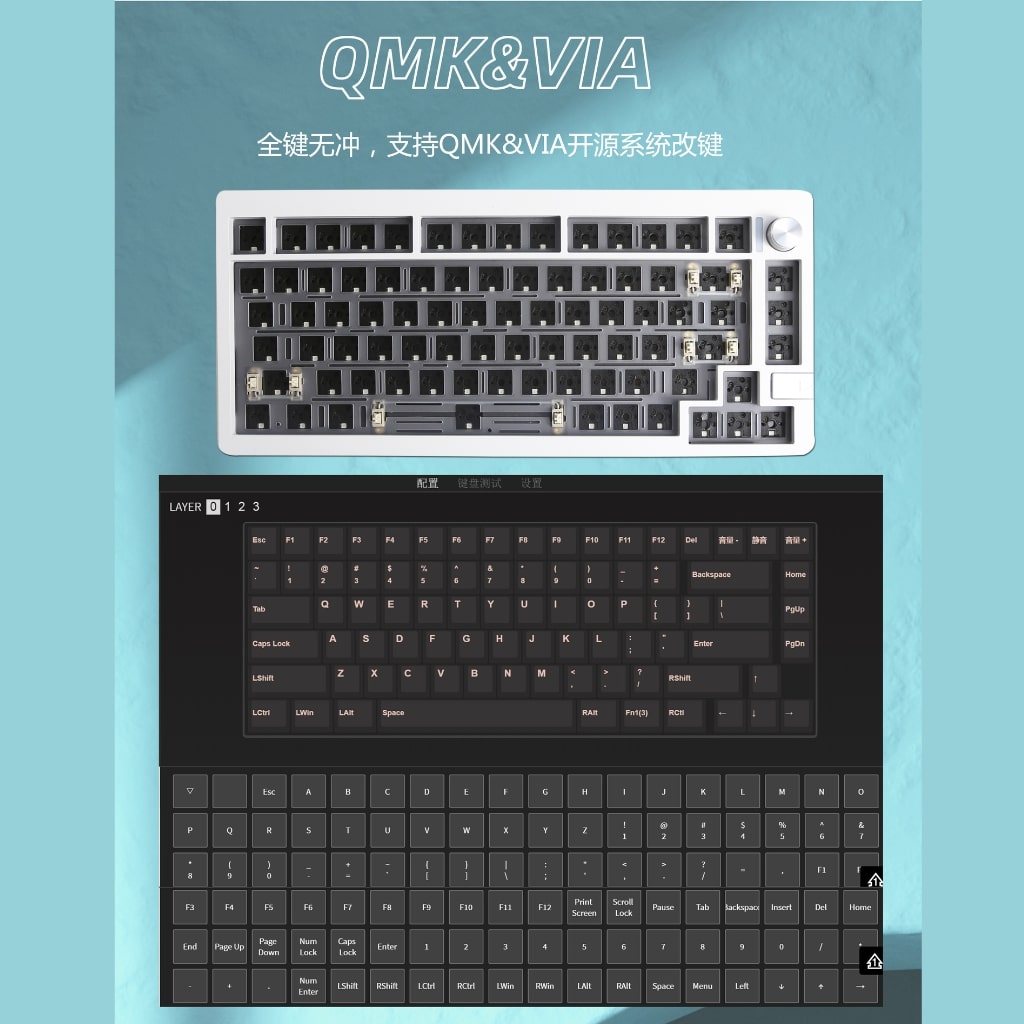 QMK&VIA
全键无冲，支持QMK&VIA开源系统改键
配置 键盘测试 设置
LAYER 0 1 2 3
Esc F1 F2 F3 F4 F5 F6 F7 F8 F9 F10 F11 F12 Del 音量 - 静音 音量 +
~ ! @ # $ % ^ & * ( ) _ +
` 1 2 3 4 5 6 7 8 9 0 - = Backspace Home
Tab Q W E R T Y U I O P { } | PgUp
[ ] \
Caps Lock A S D F G H J K L : " Enter PgDn
; '
LShift Z X C V B N M < > ? RShift ↑
, . /
LCtrl LWin LAlt Space RAlt Fn1(3) RCtl ← ↓ →
▽ Esc A B C D E F G H I J K L M N O
P Q R S T U V W X Y Z ! @ # $ % ^ &
1 2 3 4 5 6 7
* ( ) _ + ~ { } | : " < > ? = , F1
8 9 0 - = ` [ ] \ ; ' , . /
F3 F4 F5 F6 F7 F8 F9 F10 F11 F12 Print Screen Scroll Lock Pause Tab Backspace Insert Del Home
End Page Up Page Down Num Lock Caps Lock Enter 1 2 3 4 5 6 7 8 9 0 / *
- + . Num Enter LShift RShift LCtrl RCtrl LWin RWin LAlt RAlt Space Menu Left ↓ ↑ →